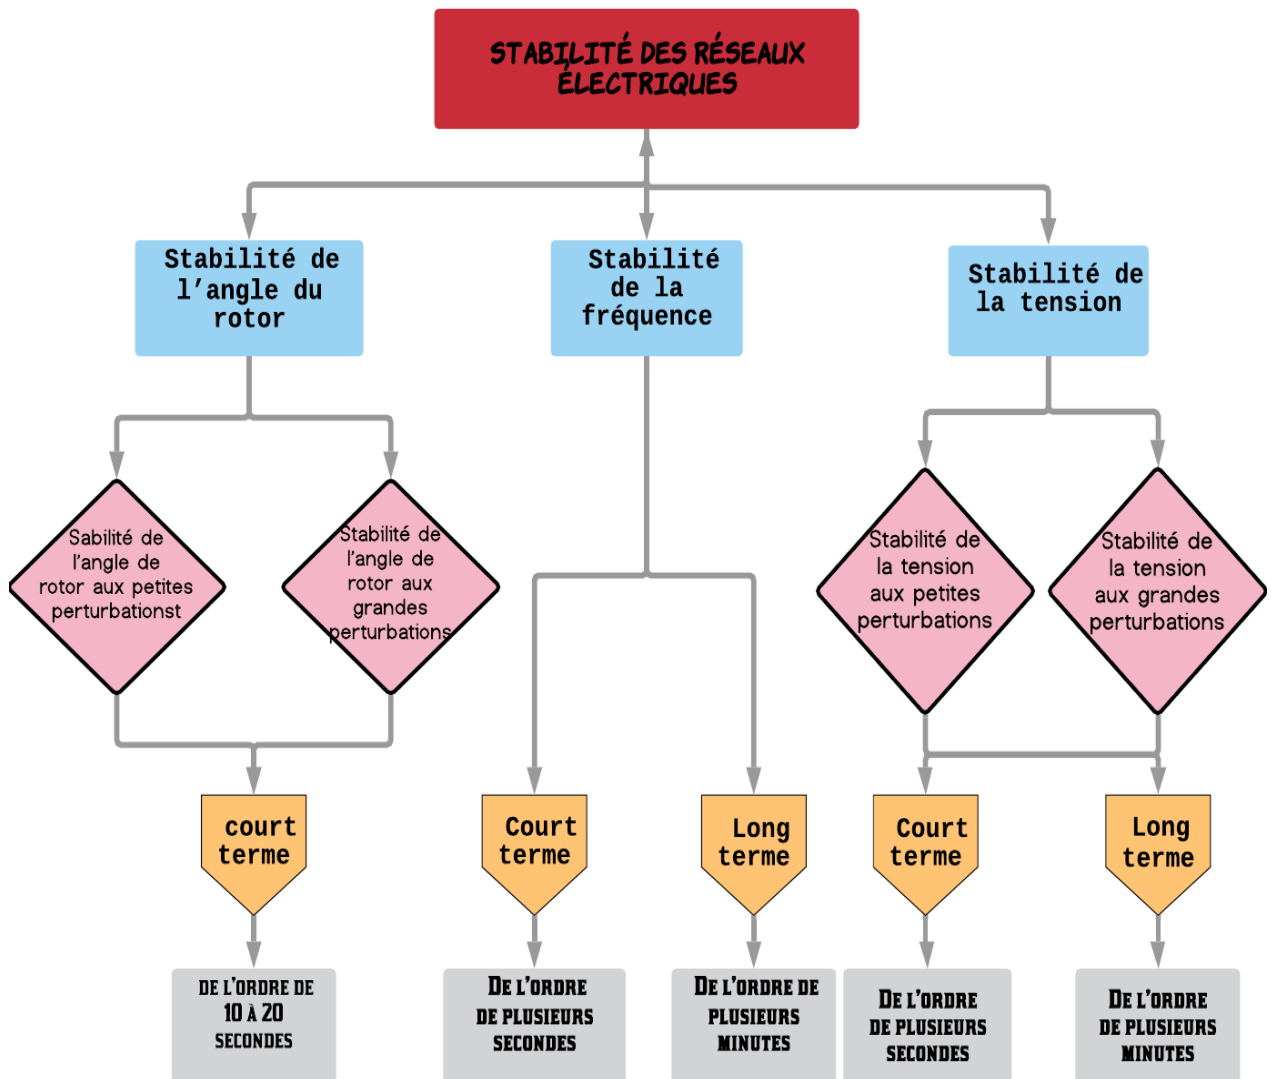 STABILITÉ DES RÉSEAUX
ÉLECTRIQUES
Stabilité de
l'angle du
rotor
Stabilité
de la
fréquence
Stabilité de
la tension
Sabilité de
l'angle de
rotor aux petites
perturbationst
Stabilité de
l'angle de
rotor aux
grandes
perturbations
Stabilité de
la tension
aux petites
perturbations
Stabilité de
la tension
aux grandes
perturbations
court
terme
Court
terme
Long
terme
Court
terme
Long
terme
DE L'ORDRE DE
10 À 20
SECONDES
DE L'ORDRE
DE PLUSIEURS
SECONDES
DE L'ORDRE DE
PLUSIEURS
MINUTES
DE L'ORDRE
DE PLUSIEURS
SECONDES
DE L'ORDRE
DE PLUSIEURS
MINUTES